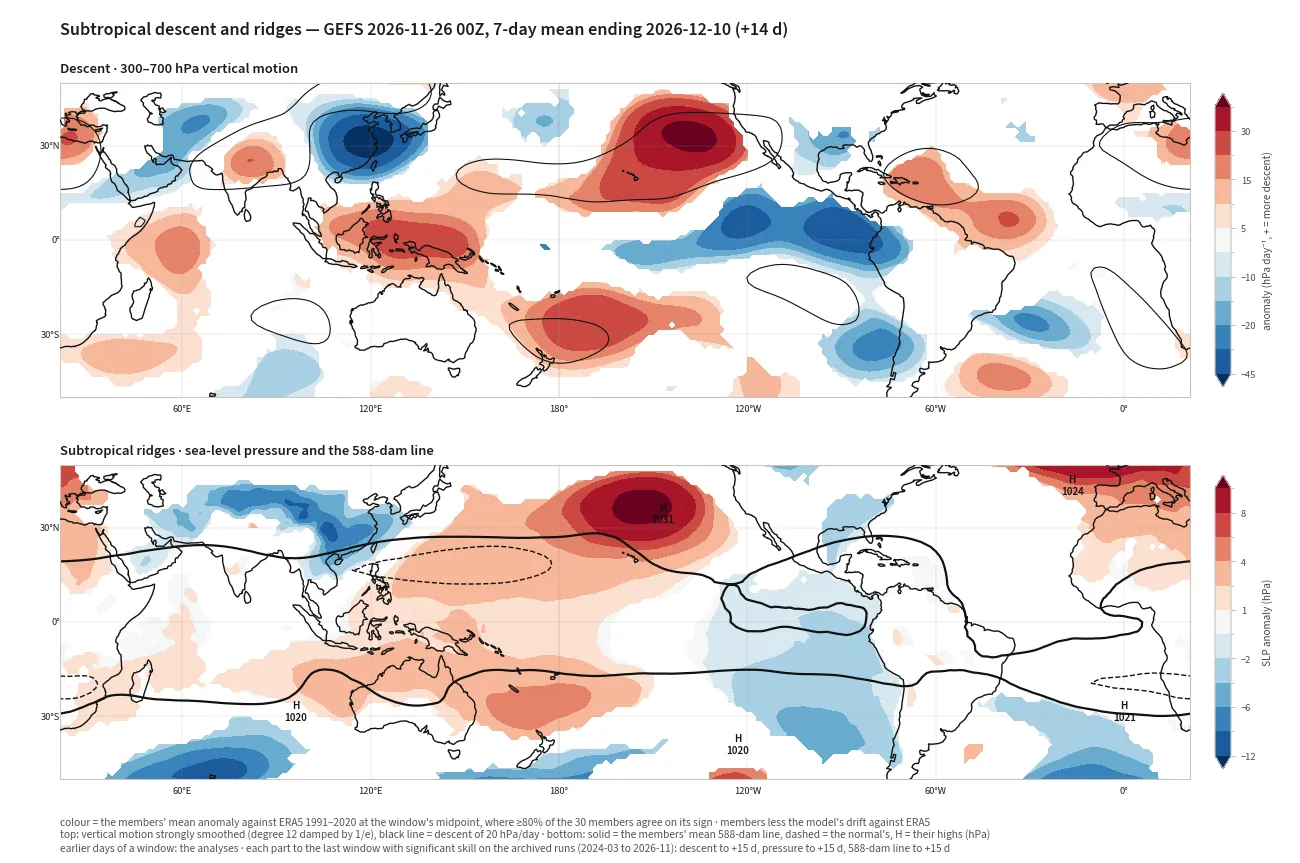 Subtropical descent and ridges — GEFS 2026-11-26 00Z, 7-day mean ending 2026-12-10 (+14 d)
Descent · 300–700 hPa vertical motion
30°N
0°
30°S
60°E
120°E
180°
120°W
60°W
0°
30
15
5
−10
−20
−45
anomaly (hPa day⁻¹, + = more descent)
Subtropical ridges · sea-level pressure and the 588-dam line
H
1024
H
1031
H
1020
H
1021
H
1020
30°N
0°
30°S
60°E
120°E
180°
120°W
60°W
0°
8
4
1
−2
−6
−12
SLP anomaly (hPa)
colour = the members' mean anomaly against ERA5 1991–2020 at the window's midpoint, where ≥80% of the 30 members agree on its sign · members less the model's drift against ERA5
top: vertical motion strongly smoothed (degree 12 damped by 1/e), black line = descent of 20 hPa/day · bottom: solid = the members' mean 588-dam line, dashed = the normal's, H = their highs (hPa)
earlier days of a window: the analyses · each part to the last window with significant skill on the archived runs (2024-03 to 2026-11): descent to +15 d, pressure to +15 d, 588-dam line to +15 d